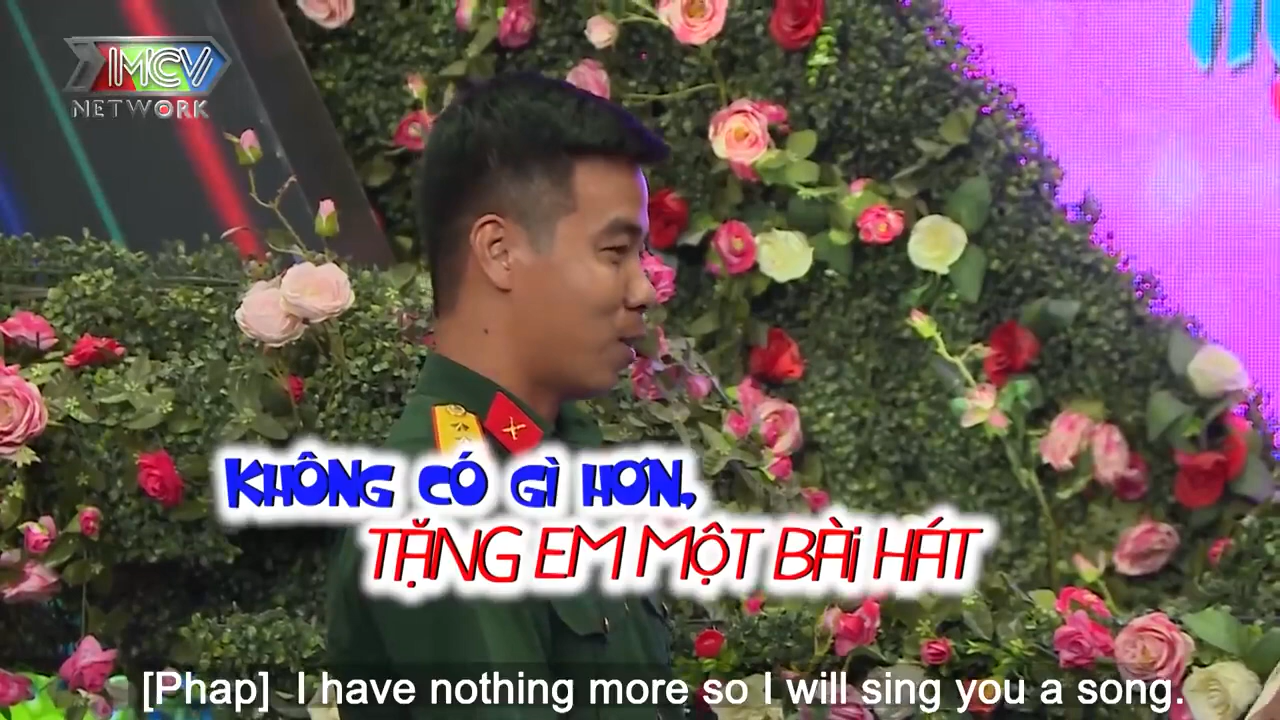 MCV
NETWORK
KHÔNG CÓ GÌ HƠN,
TẶNG EM MỘT BÀI HÁT
[Phap]  I have nothing more so I will sing you a song.